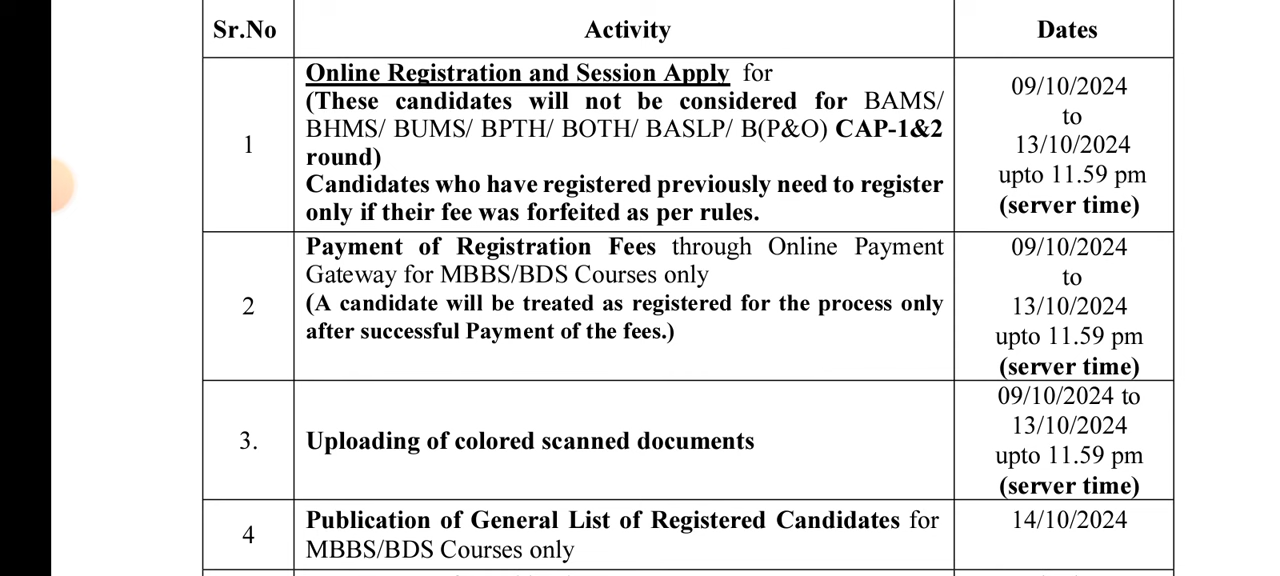 Sr.No Activity Dates
1
Online Registration and Session Apply for
(These candidates will not be considered for BAMS/
BHMS/ BUMS/ BPTH/ BOTH/ BASLP/ B(P&O) CAP-1&2
round)
Candidates who have registered previously need to register
only if their fee was forfeited as per rules.
09/10/2024
to
13/10/2024
upto 11.59 pm
(server time)
2
Payment of Registration Fees through Online Payment
Gateway for MBBS/BDS Courses only
(A candidate will be treated as registered for the process only
after successful Payment of the fees.)
09/10/2024
to
13/10/2024
upto 11.59 pm
(server time)
3.
Uploading of colored scanned documents
09/10/2024 to
13/10/2024
upto 11.59 pm
(server time)
4
Publication of General List of Registered Candidates for
MBBS/BDS Courses only
14/10/2024